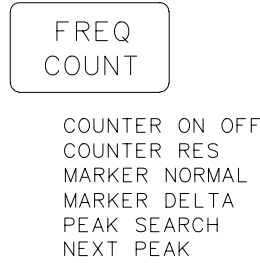 FREQ
COUNT
COUNTER ON OFF
COUNTER RES
MARKER NORMAL
MARKER DELTA
PEAK SEARCH
NEXT PEAK